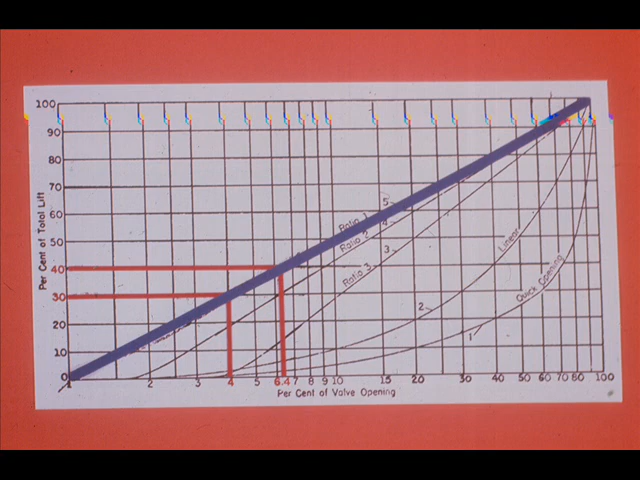 100
90
80
70
60
50
40
30
20
10
0
Per Cent of Total Lift
Ratio 1
Ratio 2
Ratio 3
5
4
3
2
1
Linear
Quick Opening
1 2 3 4 5 6.4 7 8 9 10 15 20 30 40 50 60 70 80 100
Per Cent of Valve Opening